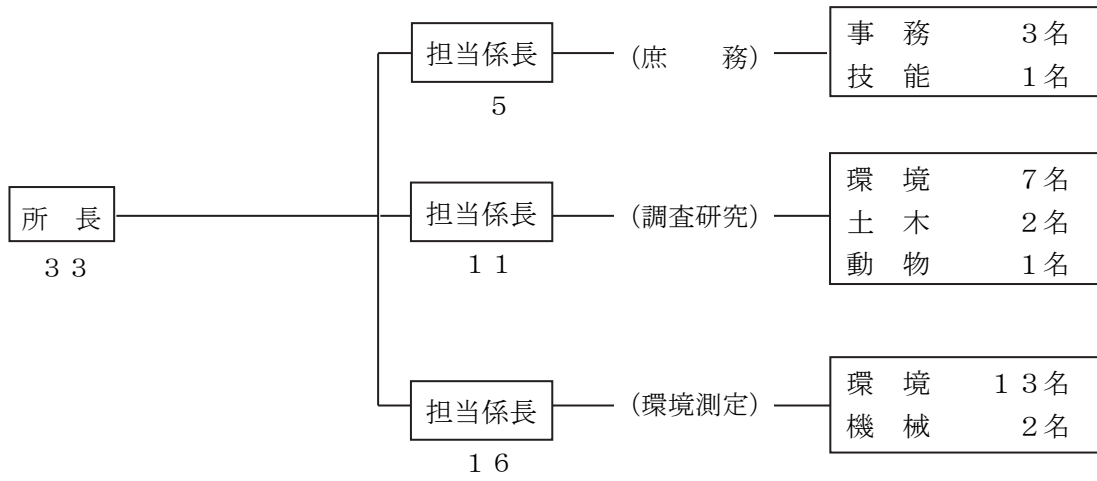 所　長
３３
担当係長
５
(庶　　務)
事　務　　　３名
技　能　　　１名
担当係長
１１
(調査研究)
環　境　　　７名
土　木　　　２名
動　物　　　１名
担当係長
１６
(環境測定)
環　境　　１３名
機　械　　　２名